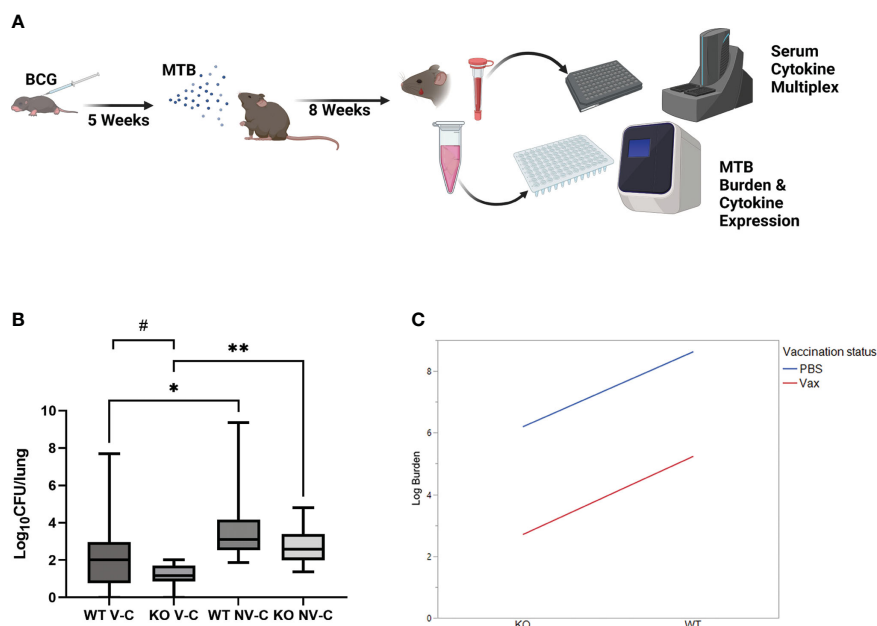 A
BCG
5 Weeks
MTB
8 Weeks
Serum
Cytokine
Multiplex
MTB
Burden &
Cytokine
Expression
B
#
**
*
Log10CFU/lung
10
8
6
4
2
0
WT V-C
KO V-C
WT NV-C
KO NV-C
C
Log Burden
8
6
4
2
0
KO
WT
Vaccination status
PBS
Vax